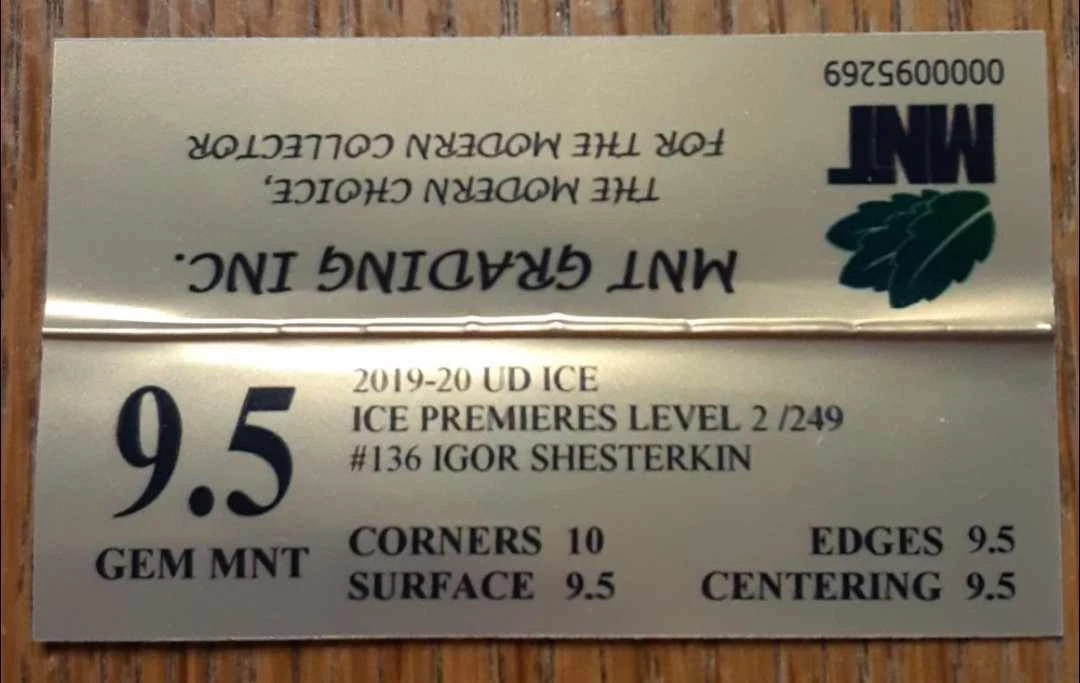 MNT GRADING INC.
THE MODERN CHOICE,
FOR THE MODERN COLLECTOR
MNT
0000095269
9.5
GEM MNT
2019-20 UD ICE
ICE PREMIERES LEVEL 2 /249
#136 IGOR SHESTERKIN
CORNERS 10 EDGES 9.5
SURFACE 9.5 CENTERING 9.5